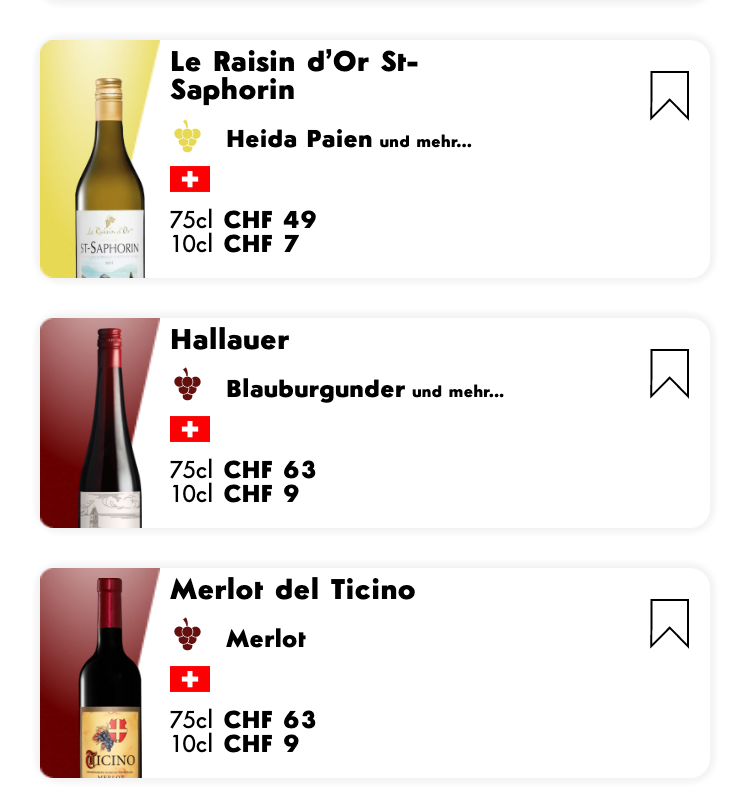 Le Raisin d’Or St-
Saphorin
Heida Paien und mehr...
75cl CHF 49
10cl CHF 7
Le Raisin d'Or
ST-SAPHORIN
Hallauer
Blauburgunder und mehr...
75cl CHF 63
10cl CHF 9
Merlot del Ticino
Merlot
75cl CHF 63
10cl CHF 9
TICINO
MERLOT